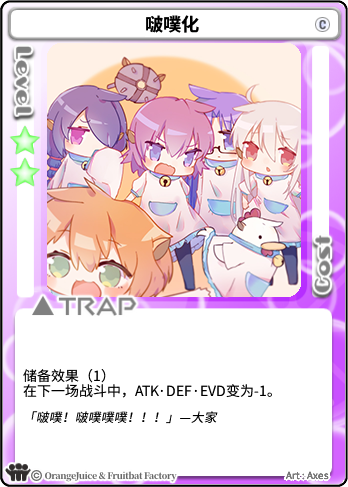 啵噗化
C
Level
Cost
TRAP
储备效果（1）
在下一场战斗中，ATK·DEF·EVD变为-1。
「啵噗！啵噗噗噗！！！」—大家
© OrangeJuice & Fruitbat Factory
Art: Axes